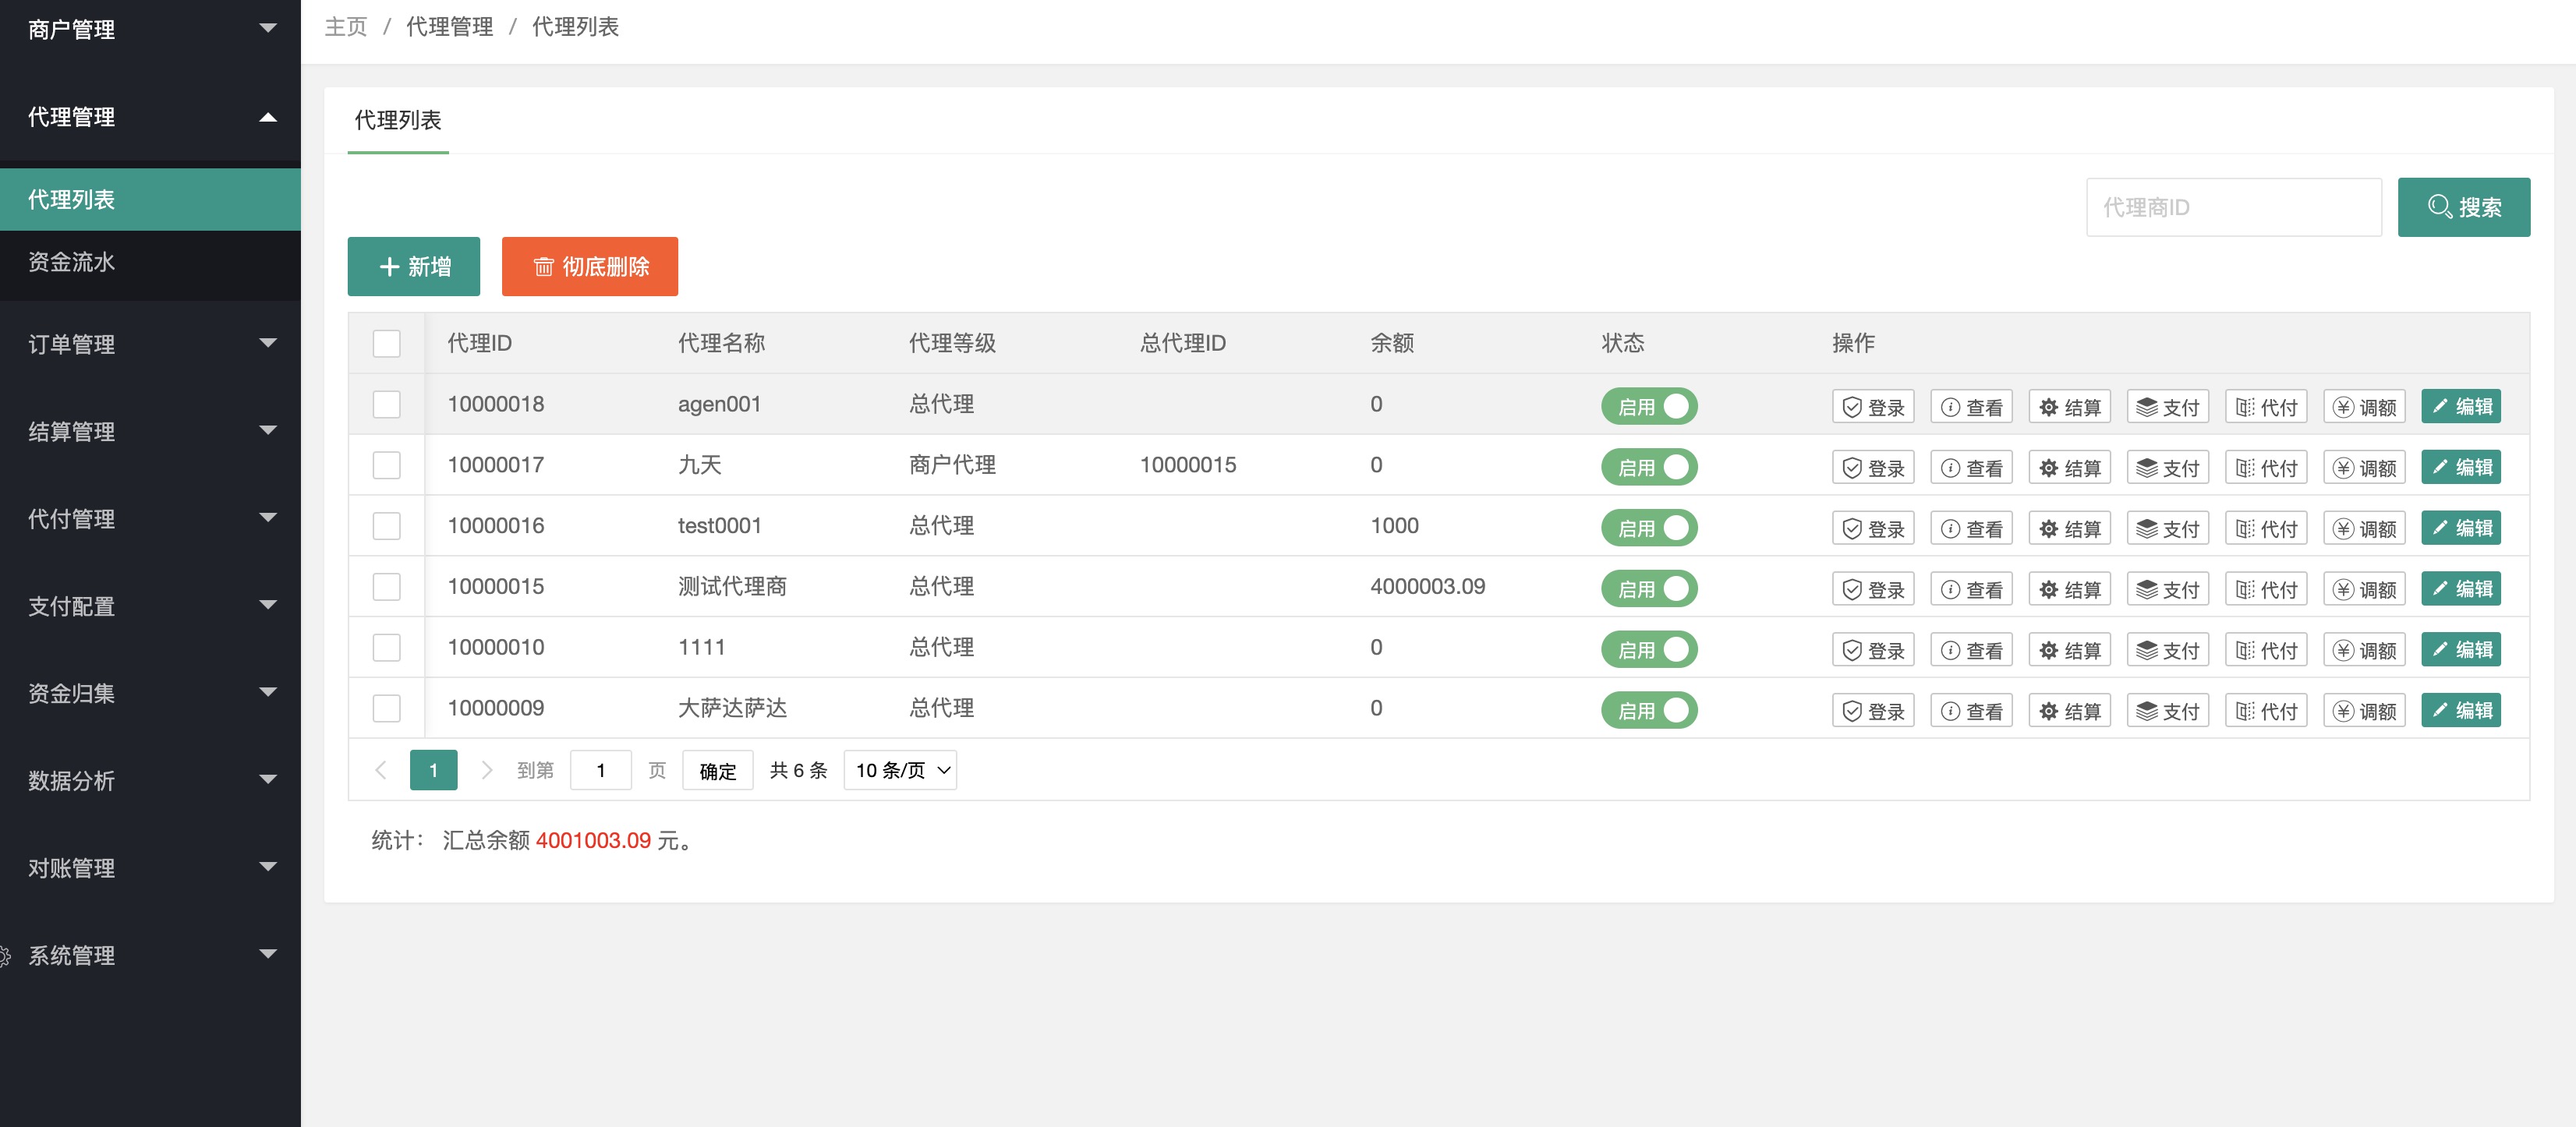 商户管理
代理管理
代理列表
资金流水
订单管理
结算管理
代付管理
支付配置
资金归集
数据分析
对账管理
系统管理
主页 / 代理管理 / 代理列表
代理列表
代理商ID 搜索
新增 彻底删除
代理ID 代理名称 代理等级 总代理ID 余额 状态 操作
10000018 agen001 总代理 0 启用 登录 查看 结算 支付 代付 调额 编辑
10000017 九天 商户代理 10000015 0 启用 登录 查看 结算 支付 代付 调额 编辑
10000016 test0001 总代理 1000 启用 登录 查看 结算 支付 代付 调额 编辑
10000015 测试代理商 总代理 4000003.09 启用 登录 查看 结算 支付 代付 调额 编辑
10000010 1111 总代理 0 启用 登录 查看 结算 支付 代付 调额 编辑
10000009 大萨达萨达 总代理 0 启用 登录 查看 结算 支付 代付 调额 编辑
1 到第 1 页 确定 共 6 条 10 条/页
统计： 汇总余额 4001003.09 元。